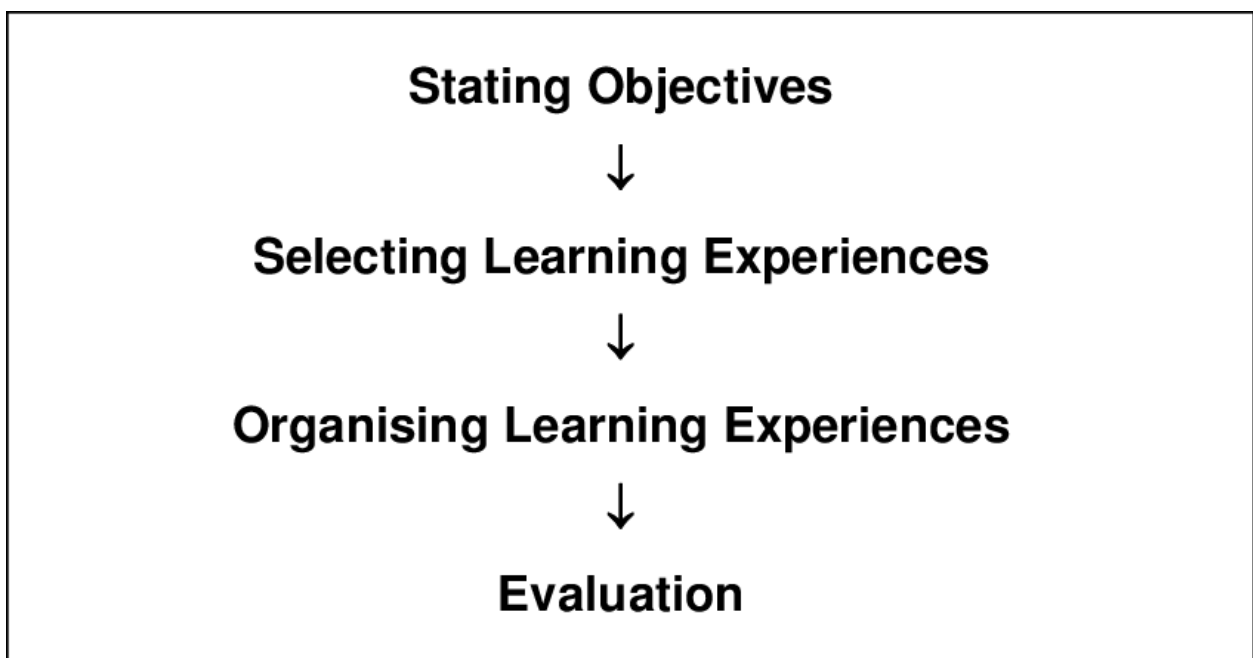 Stating Objectives
↓
Selecting Learning Experiences
↓
Organising Learning Experiences
↓
Evaluation